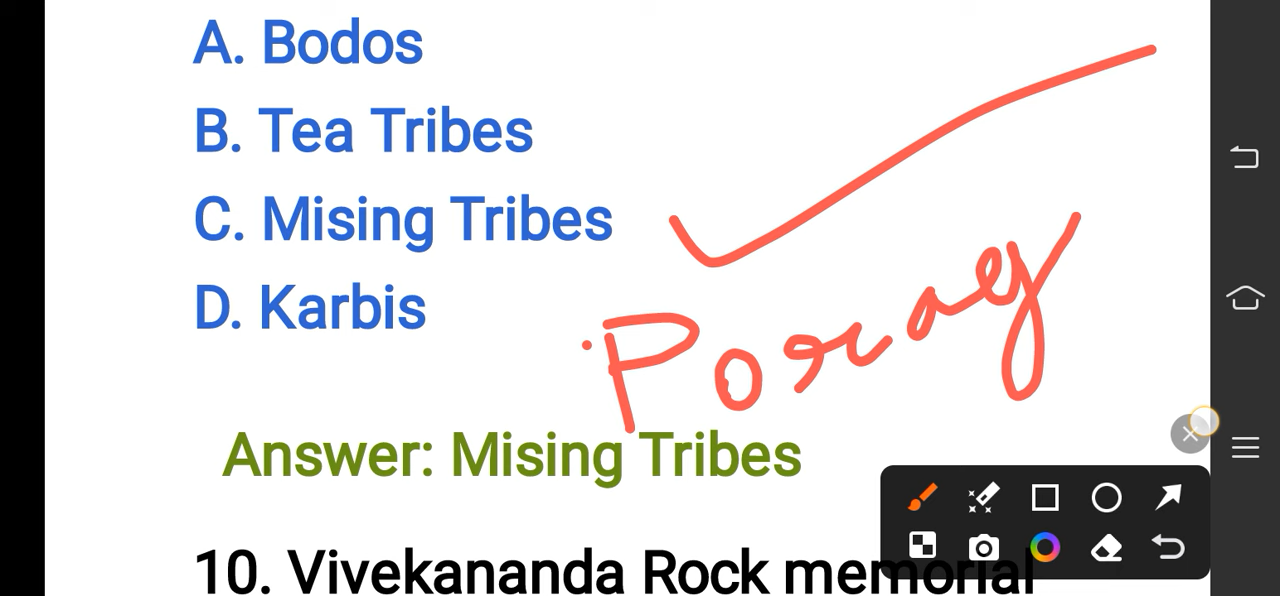 A. Bodos
B. Tea Tribes
C. Mising Tribes
D. Karbis
Porag
Answer: Mising Tribes
10. Vivekananda Rock memorial